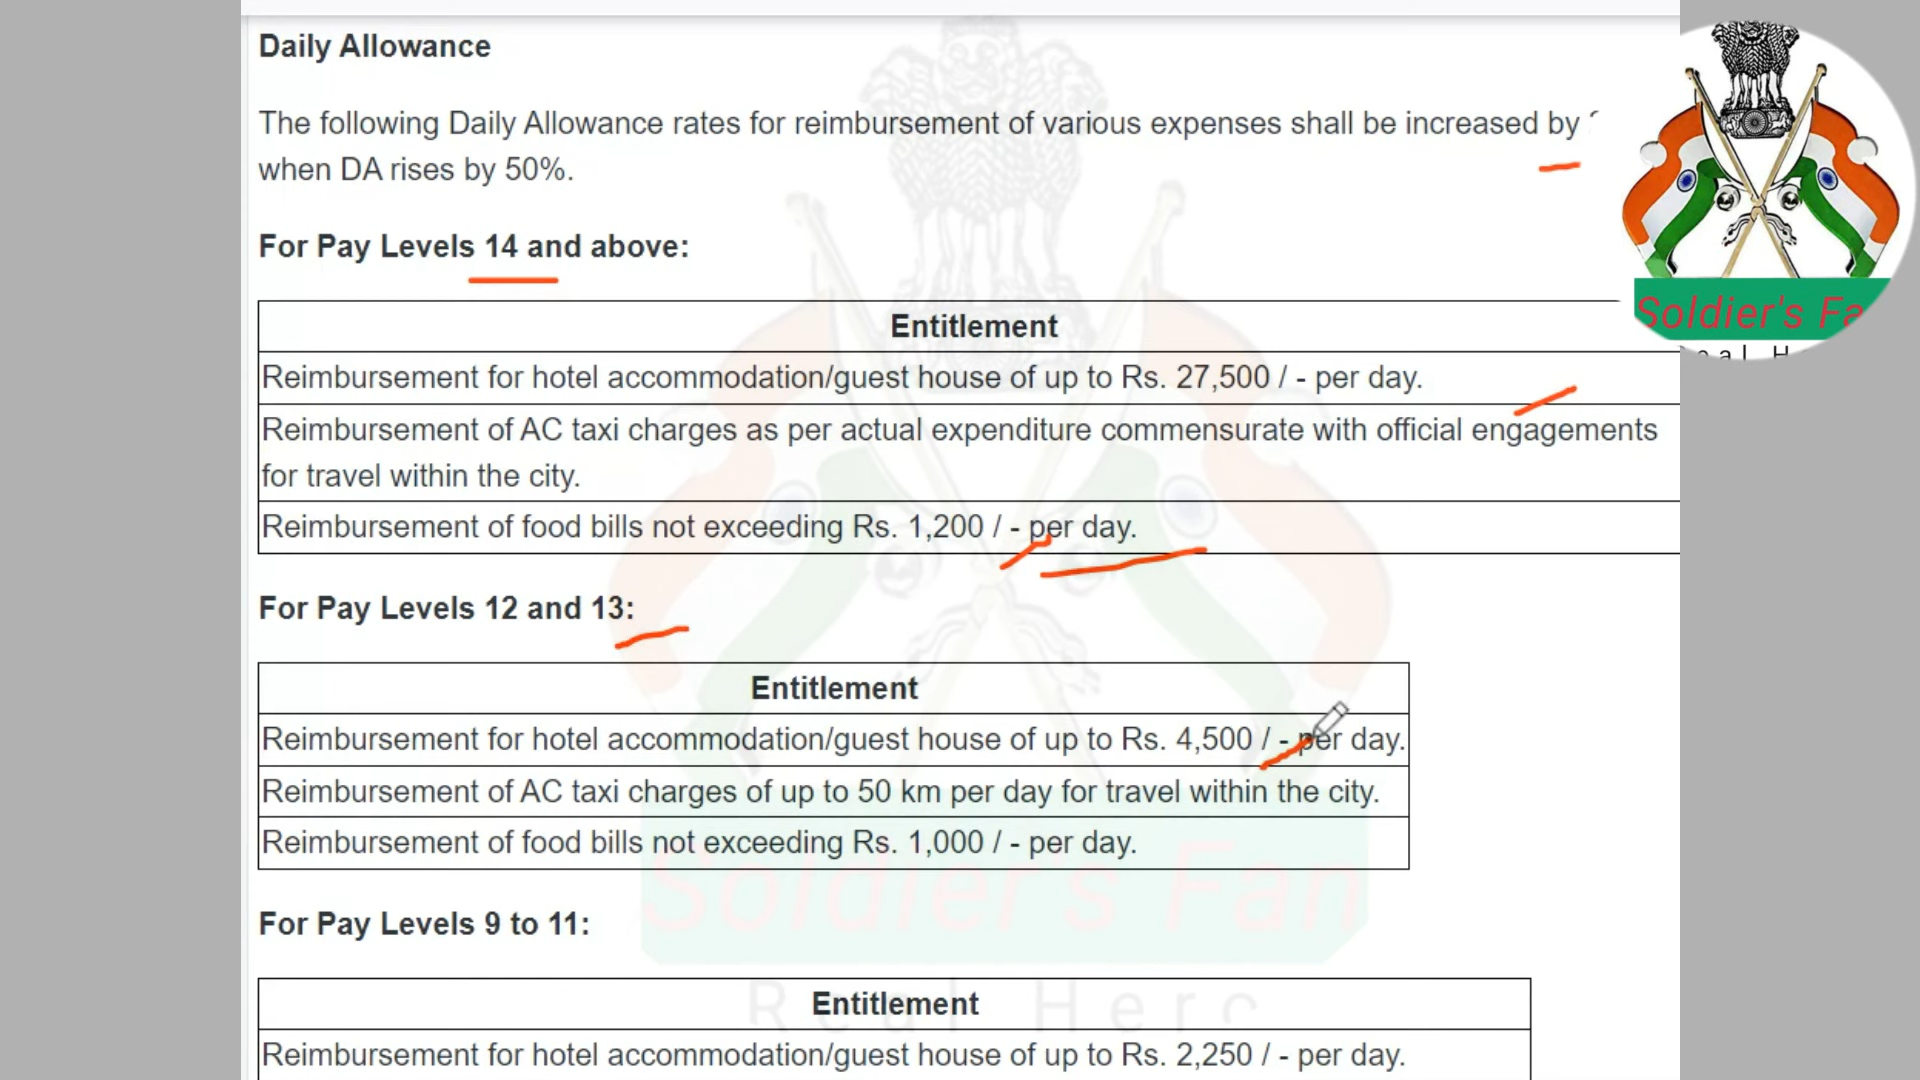 Daily Allowance
The following Daily Allowance rates for reimbursement of various expenses shall be increased by
when DA rises by 50%.
For Pay Levels 14 and above:
Entitlement
Reimbursement for hotel accommodation/guest house of up to Rs. 27,500 / - per day.
Reimbursement of AC taxi charges as per actual expenditure commensurate with official engagements
for travel within the city.
Reimbursement of food bills not exceeding Rs. 1,200 / - per day.
For Pay Levels 12 and 13:
Entitlement
Reimbursement for hotel accommodation/guest house of up to Rs. 4,500 / - per day.
Reimbursement of AC taxi charges of up to 50 km per day for travel within the city.
Reimbursement of food bills not exceeding Rs. 1,000 / - per day.
For Pay Levels 9 to 11:
Entitlement
Reimbursement for hotel accommodation/guest house of up to Rs. 2,250 / - per day.
Soldier's Fa
Soldier's Fan